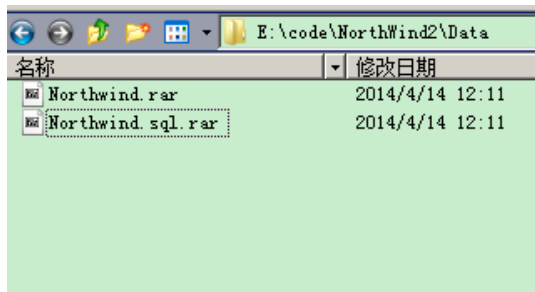 E:\code\NorthWind2\Data
名称 修改日期
Northwind.rar 2014/4/14 12:11
Northwind.sql.rar 2014/4/14 12:11